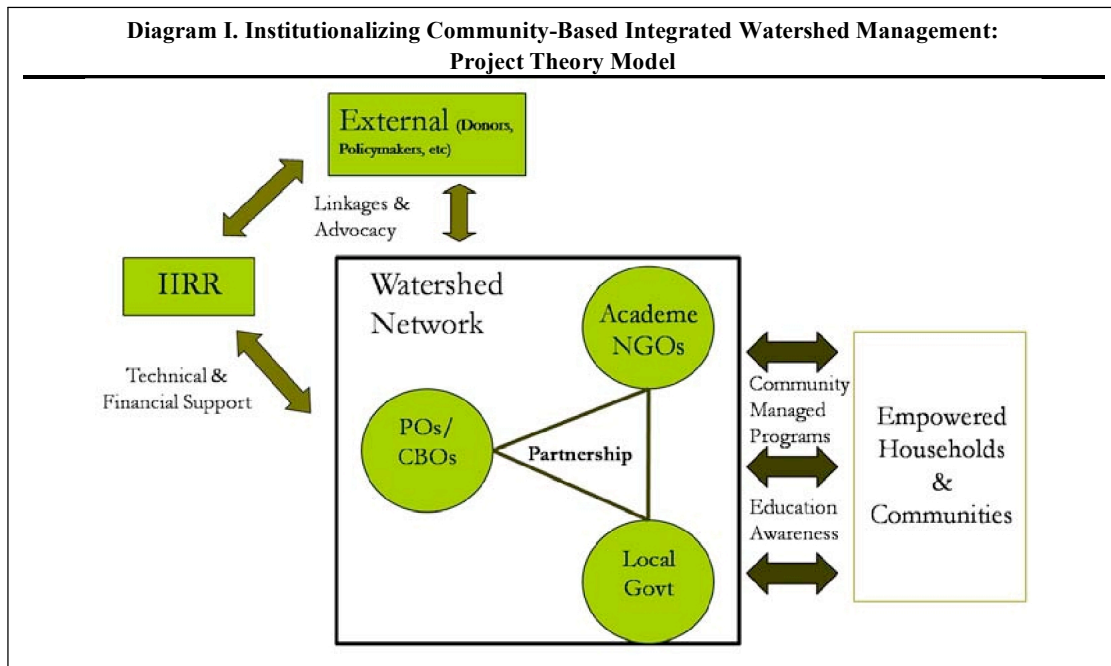 Diagram I. Institutionalizing Community-Based Integrated Watershed Management:
Project Theory Model
External (Donors,
Policymakers, etc)
Linkages &
Advocacy
IIRR
Technical &
Financial Support
Watershed
Network
Academe
NGOs
POs/
CBOs
Partnership
Local
Govt
Community
Managed
Programs
Education
Awareness
Empowered
Households
&
Communities